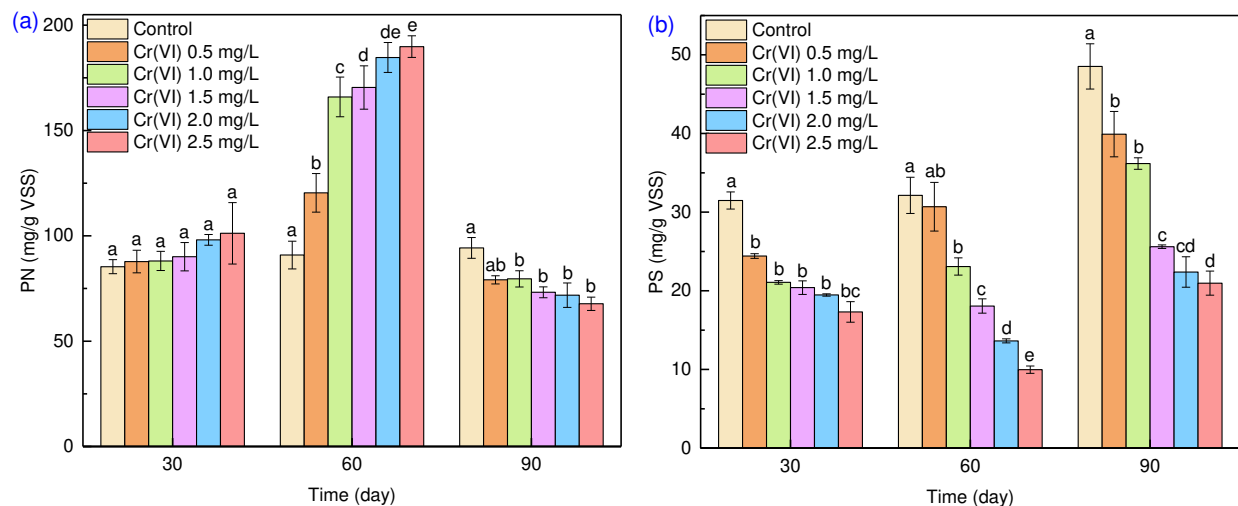 (a)
200
150
100
50
0
PN (mg/g VSS)
Control
Cr(VI) 0.5 mg/L
Cr(VI) 1.0 mg/L
Cr(VI) 1.5 mg/L
Cr(VI) 2.0 mg/L
Cr(VI) 2.5 mg/L
a a a a a a
a b c d de e
a ab b b b b
30 60 90
Time (day)
(b)
50
40
30
20
10
0
PS (mg/g VSS)
Control
Cr(VI) 0.5 mg/L
Cr(VI) 1.0 mg/L
Cr(VI) 1.5 mg/L
Cr(VI) 2.0 mg/L
Cr(VI) 2.5 mg/L
a b b b b bc
a ab b c d e
a b b c cd d
30 60 90
Time (day)